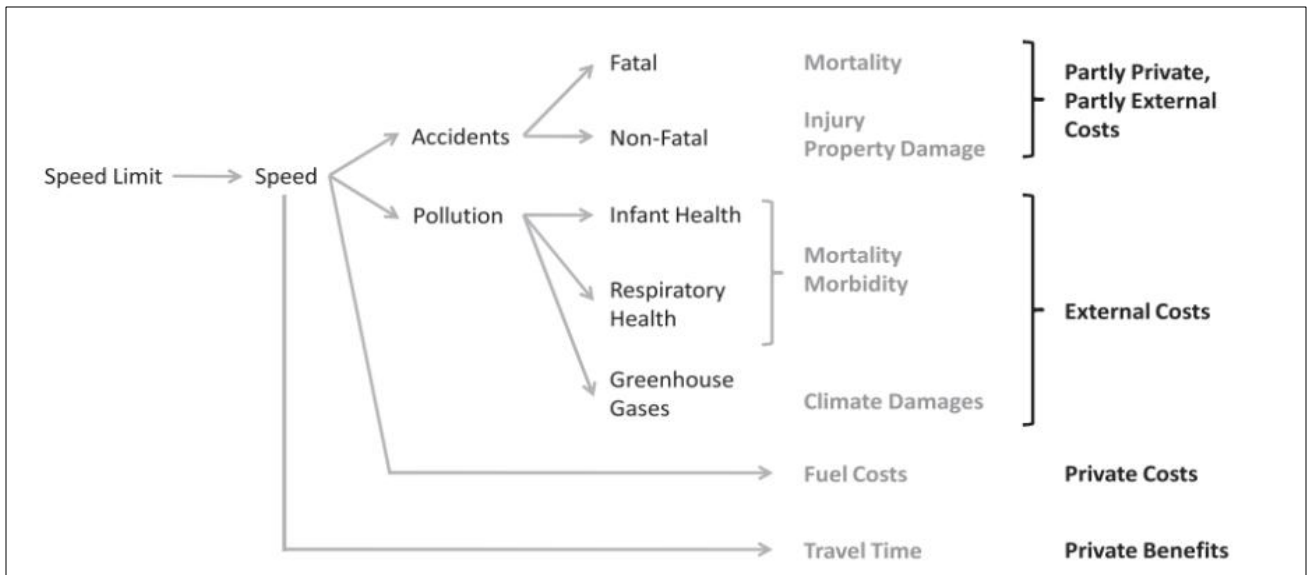 Fatal
Mortality
Partly Private,
Partly External
Costs
Accidents
Non-Fatal
Injury
Property Damage
Speed Limit
Speed
Pollution
Infant Health
Mortality
Morbidity
Respiratory
Health
External Costs
Greenhouse
Gases
Climate Damages
Fuel Costs
Private Costs
Travel Time
Private Benefits